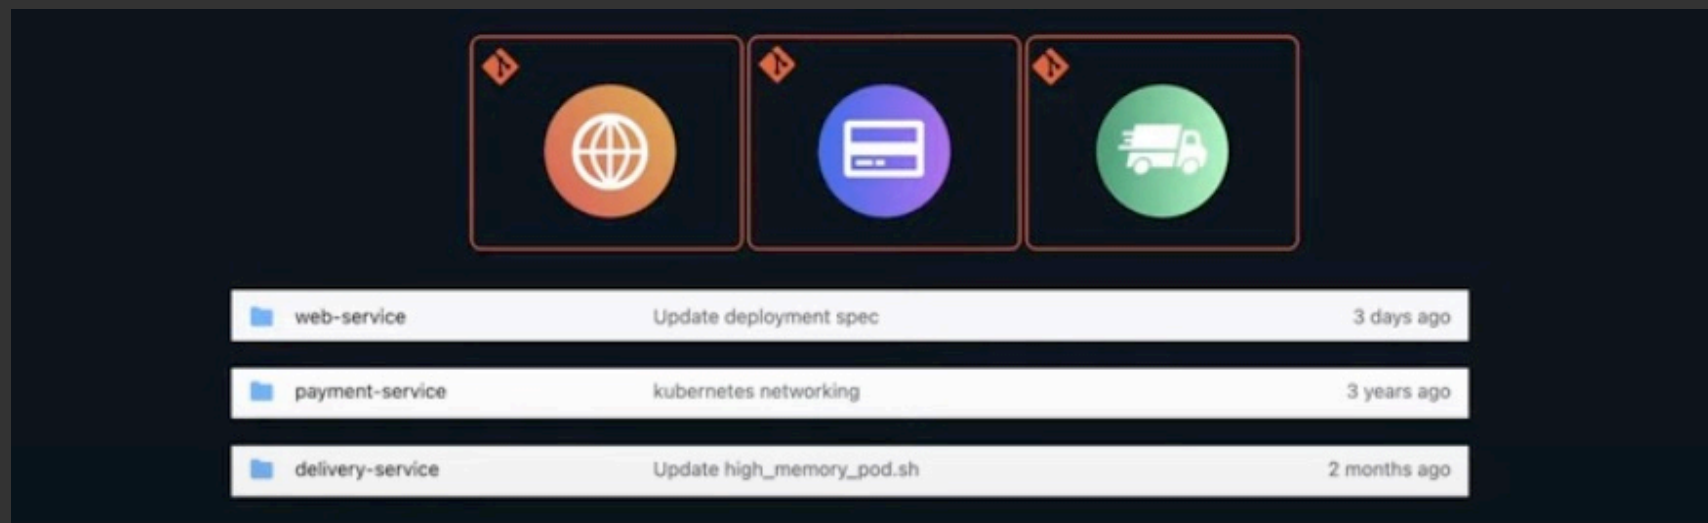 web-service Update deployment spec 3 days ago
payment-service kubernetes networking 3 years ago
delivery-service Update high_memory_pod.sh 2 months ago